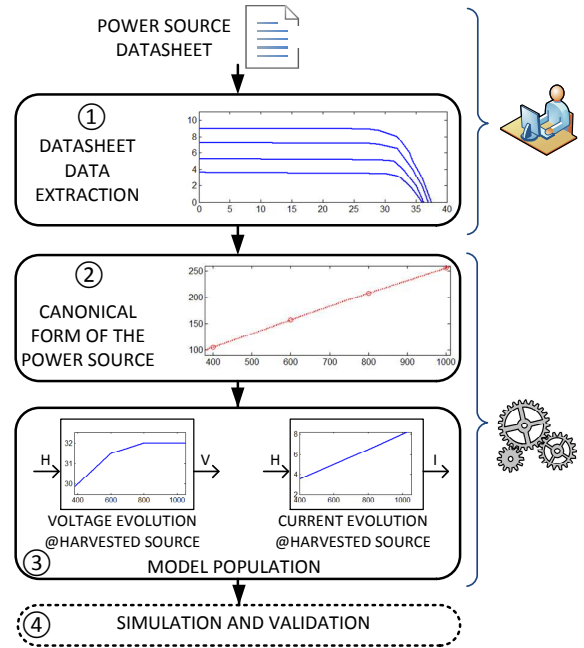 POWER SOURCE
DATASHEET
①
DATASHEET
DATA
EXTRACTION
10
8
6
4
2
0
0 5 10 15 20 25 30 35 40
②
CANONICAL
FORM OF THE
POWER SOURCE
250
200
150
100
400 500 600 700 800 900 1000
H
32
31
30
400 600 800 1000
V
VOLTAGE EVOLUTION
@HARVESTED SOURCE
H
8
6
4
2
400 600 800 1000
I
CURRENT EVOLUTION
@HARVESTED SOURCE
③ MODEL POPULATION
④ SIMULATION AND VALIDATION